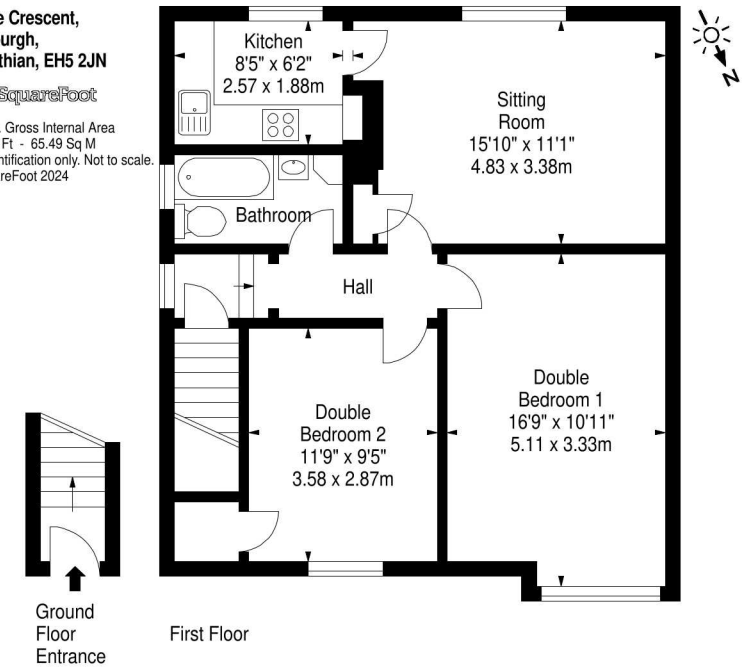 e Crescent,
urgh,
thian, EH5 2JN
SquareFoot
. Gross Internal Area
Ft - 65.49 Sq M
ntification only. Not to scale.
reFoot 2024
Kitchen
8'5" x 6'2"
2.57 x 1.88m
Sitting
Room
15'10" x 11'1"
4.83 x 3.38m
Bathroom
Hall
Double
Bedroom 1
16'9" x 10'11"
5.11 x 3.33m
Double
Bedroom 2
11'9" x 9'5"
3.58 x 2.87m
Ground
Floor
Entrance
First Floor
N